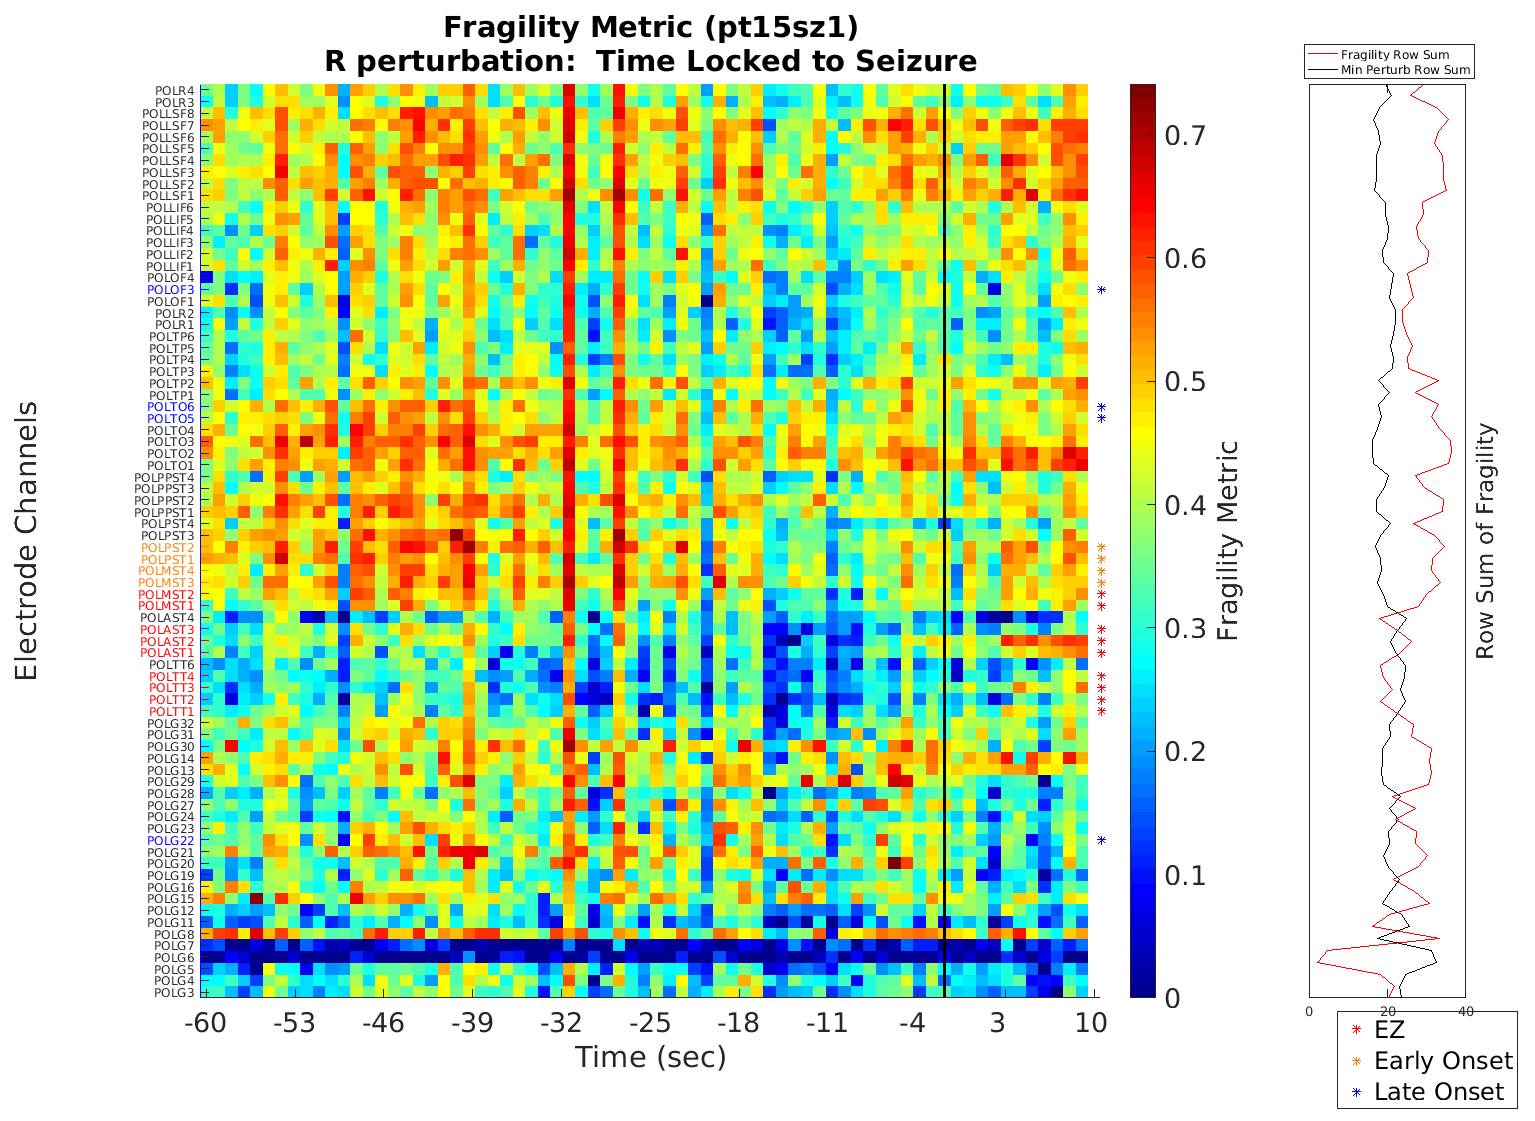 Fragility Metric (pt15sz1)
R perturbation:  Time Locked to Seizure
Fragility Row Sum
Min Perturb Row Sum
Electrode Channels
POLR4
POLR3
POLLSF8
POLLSF7
POLLSF6
POLLSF5
POLLSF4
POLLSF3
POLLSF2
POLLSF1
POLLIF6
POLLIF5
POLLIF4
POLLIF3
POLLIF2
POLLIF1
POLOF4
POLOF3
POLOF1
POLR2
POLR1
POLTP6
POLTP5
POLTP4
POLTP3
POLTP2
POLTP1
POLTO6
POLTO5
POLTO4
POLTO3
POLTO2
POLTO1
POLPPST4
POLPPST3
POLPPST2
POLPPST1
POLPST4
POLPST3
POLPST2
POLPST1
POLMST4
POLMST3
POLMST2
POLMST1
POLAST4
POLAST3
POLAST2
POLAST1
POLTT6
POLTT4
POLTT3
POLTT2
POLTT1
POLG32
POLG31
POLG30
POLG14
POLG13
POLG29
POLG28
POLG27
POLG24
POLG23
POLG22
POLG21
POLG20
POLG19
POLG16
POLG15
POLG12
POLG11
POLG8
POLG7
POLG6
POLG5
POLG4
POLG3
-60 -53 -46 -39 -32 -25 -18 -11 -4 3 10
Time (sec)
0.7
0.6
0.5
0.4
0.3
0.2
0.1
0
Fragility Metric
0 20 40
Row Sum of Fragility
EZ
Early Onset
Late Onset